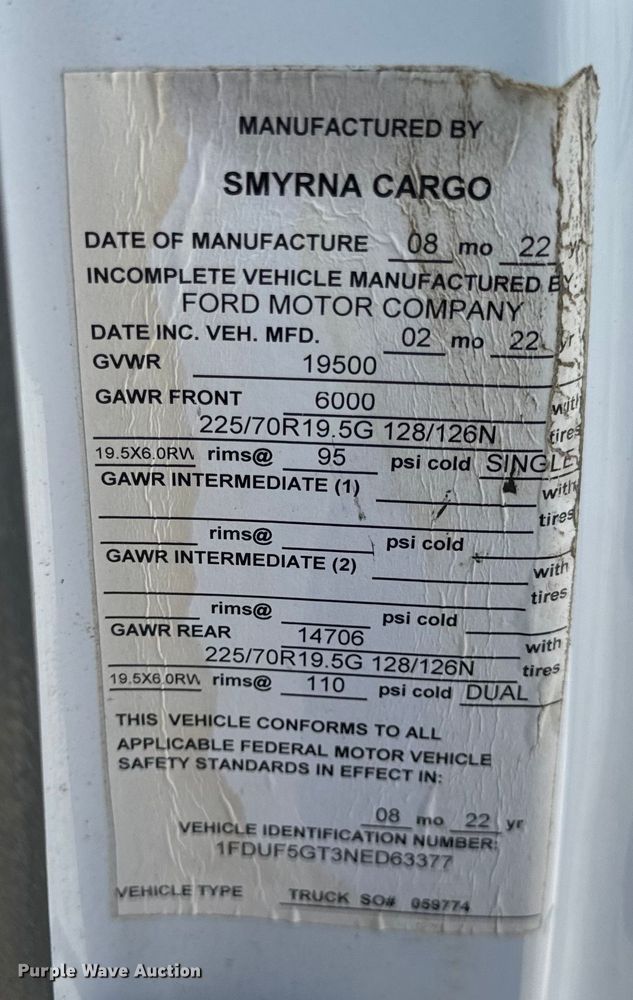 MANUFACTURED BY
SMYRNA CARGO
DATE OF MANUFACTURE 08 mo 22 yr
INCOMPLETE VEHICLE MANUFACTURED BY
FORD MOTOR COMPANY
DATE INC. VEH. MFD. 02 mo 22 yr
GVWR 19500
GAWR FRONT 6000 with
225/70R19.5G 128/126N tires
19.5X6.0RW rims@ 95 psi cold SINGLE
GAWR INTERMEDIATE (1) with
tires
rims@ psi cold
GAWR INTERMEDIATE (2) with
tires
rims@ psi cold
GAWR REAR 14706 with
225/70R19.5G 128/126N tires
19.5X6.0RW rims@ 110 psi cold DUAL
THIS VEHICLE CONFORMS TO ALL
APPLICABLE FEDERAL MOTOR VEHICLE
SAFETY STANDARDS IN EFFECT IN:
08 mo 22 yr
VEHICLE IDENTIFICATION NUMBER:
1FDUF5GT3NED63377
VEHICLE TYPE TRUCK SO# 059774
Purple Wave Auction